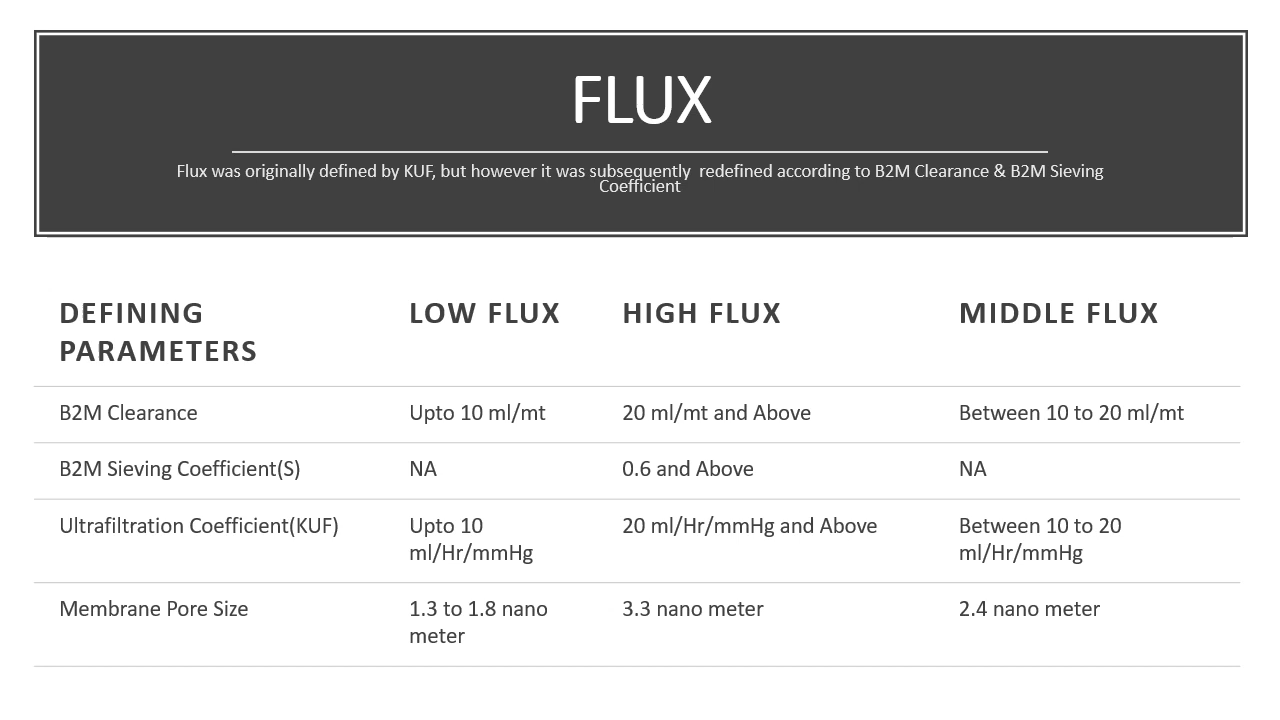 FLUX
Flux was originally defined by KUF, but however it was subsequently  redefined according to B2M Clearance & B2M Sieving
Coefficient
DEFINING
PARAMETERS
LOW FLUX
HIGH FLUX
MIDDLE FLUX
B2M Clearance
Upto 10 ml/mt
20 ml/mt and Above
Between 10 to 20 ml/mt
B2M Sieving Coefficient(S)
NA
0.6 and Above
NA
Ultrafiltration Coefficient(KUF)
Upto 10
ml/Hr/mmHg
20 ml/Hr/mmHg and Above
Between 10 to 20
ml/Hr/mmHg
Membrane Pore Size
1.3 to 1.8 nano
meter
3.3 nano meter
2.4 nano meter